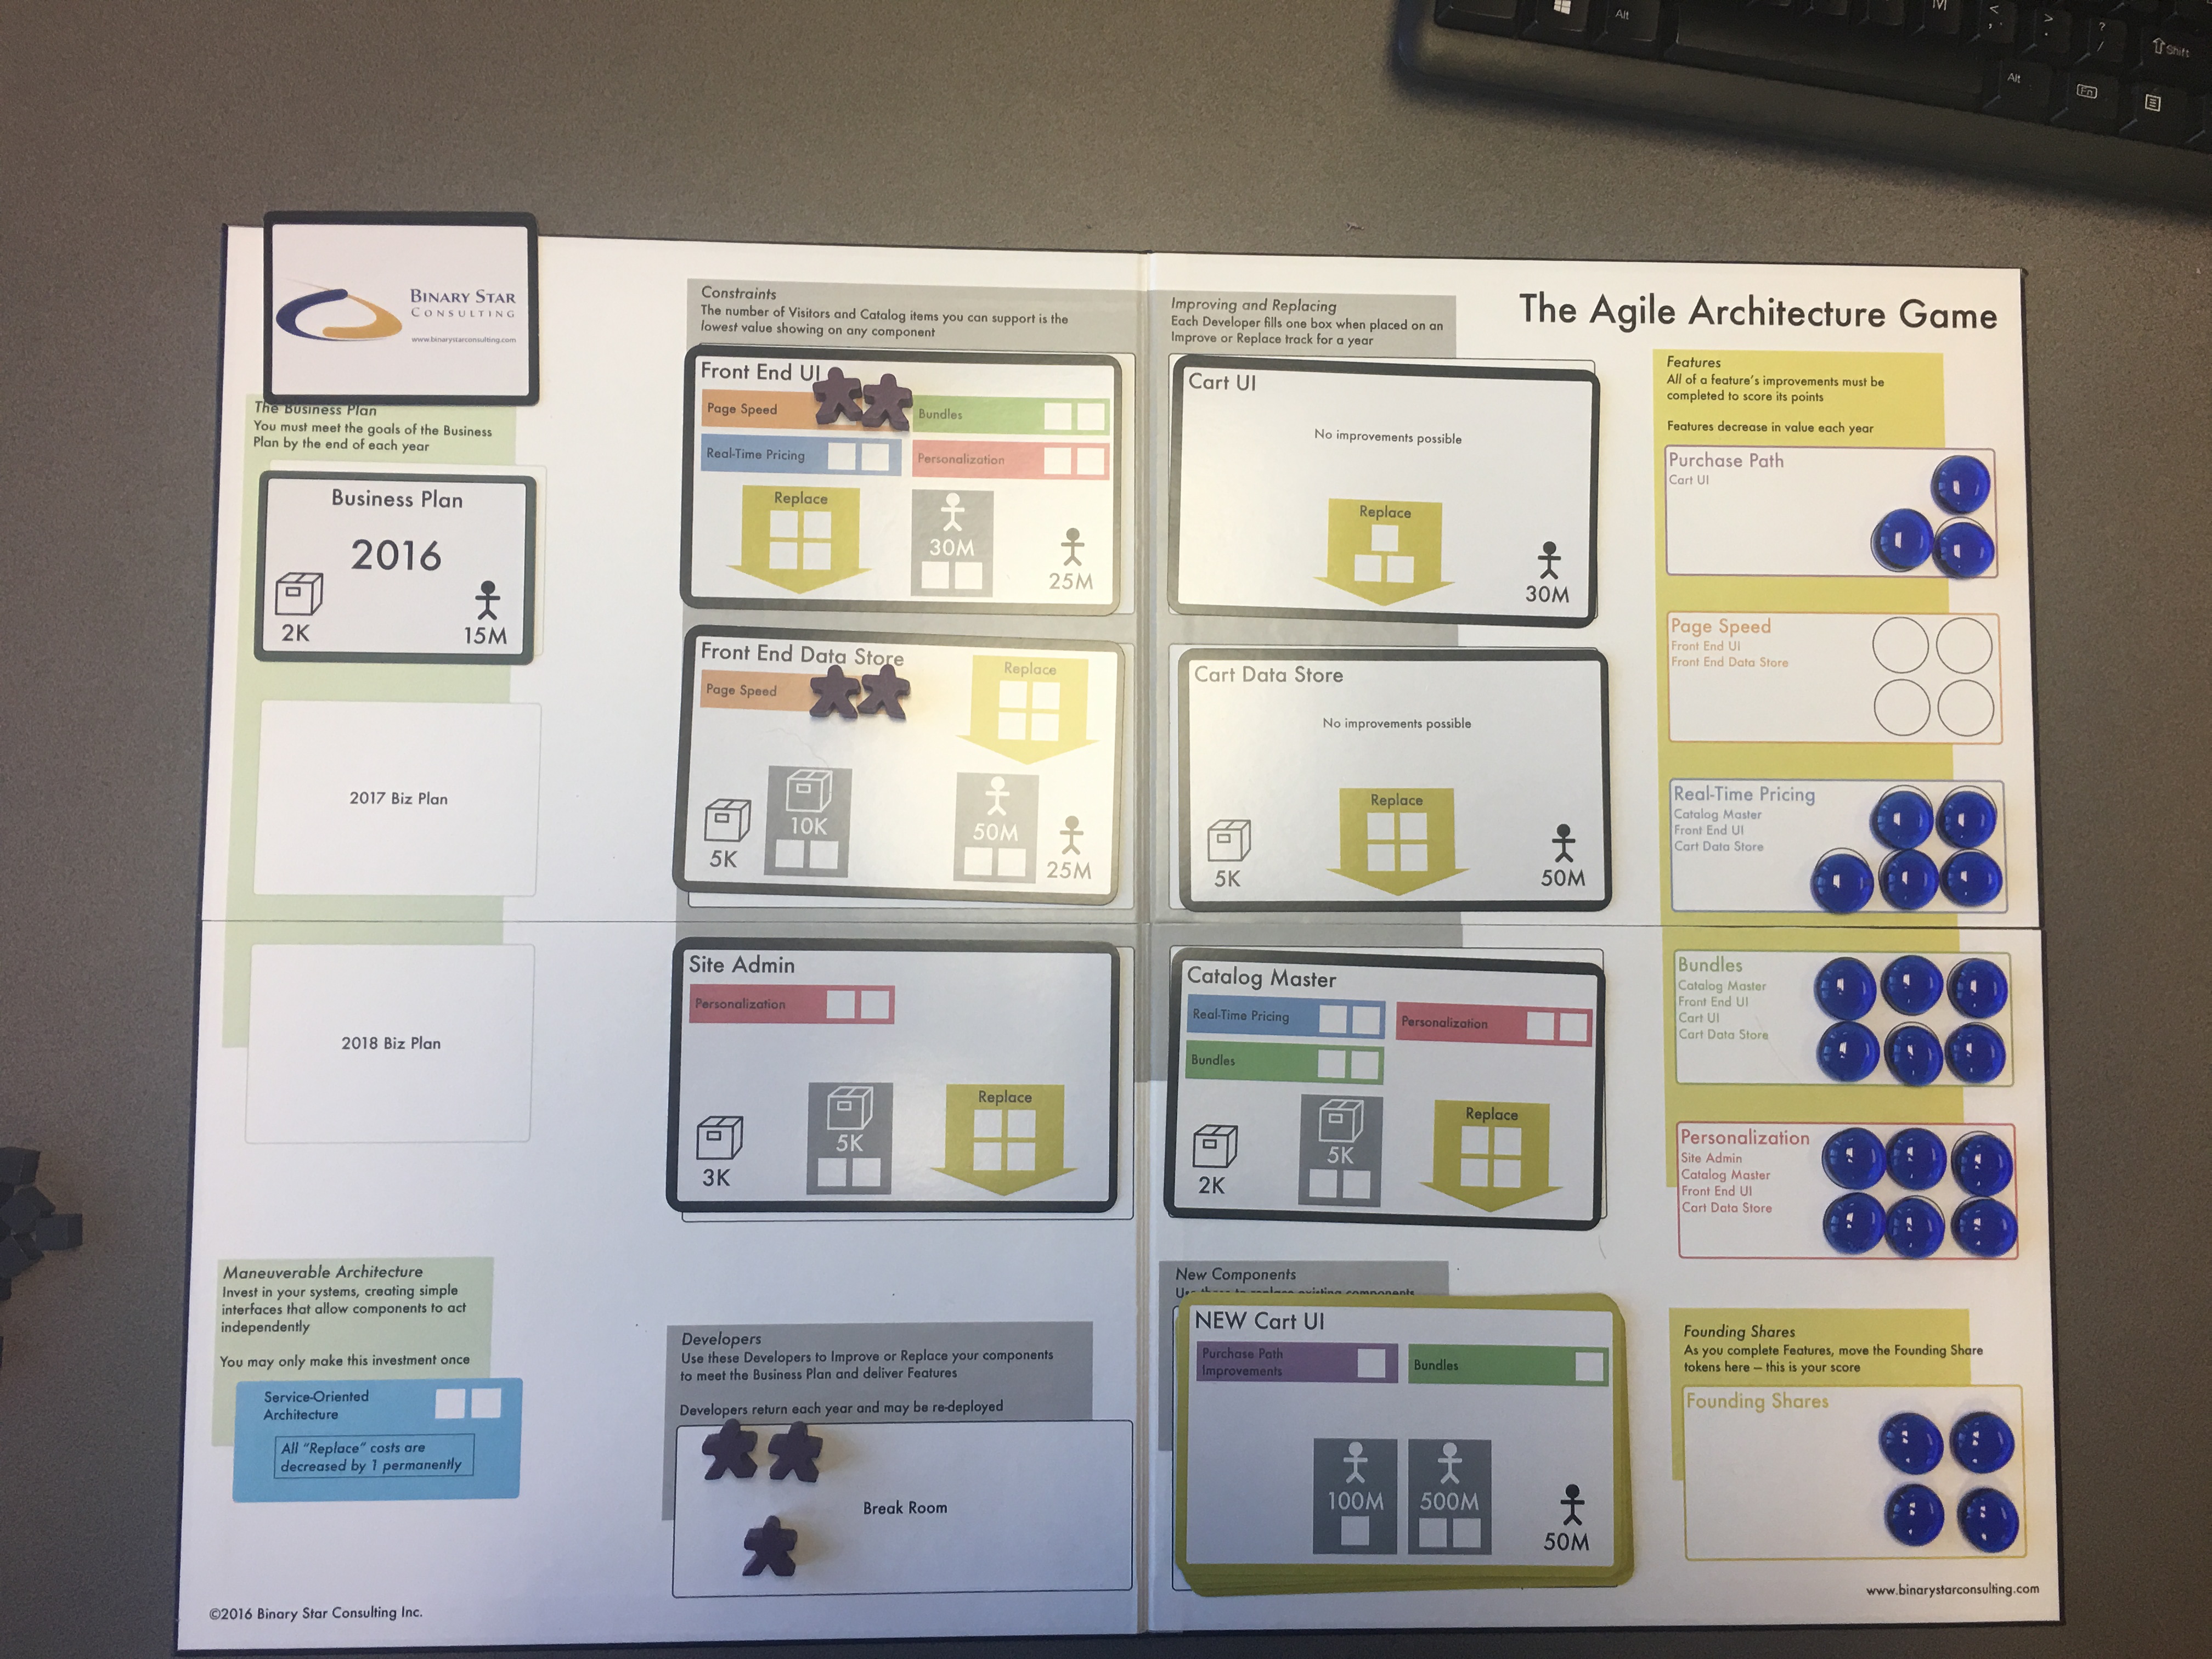 The Agile Architecture Game
BINARY STAR
CONSULTING
www.binarystarconsulting.com
The Business Plan
You must meet the goals of the Business
Plan by the end of each year
Business Plan
2016
2K
15M
2017 Biz Plan
2018 Biz Plan
Maneuverable Architecture
Invest in your systems, creating simple
interfaces that allow components to act
independently
You may only make this investment once
Service-Oriented
Architecture
All "Replace" costs are
decreased by 1 permanently
©2016 Binary Star Consulting Inc.
Constraints
The number of Visitors and Catalog items you can support is the
lowest value showing on any component
Front End UI
Page Speed
Bundles
Real-Time Pricing
Personalization
Replace
30M
25M
Front End Data Store
Page Speed
5K
10K
Replace
50M
25M
Site Admin
Personalization
3K
5K
Replace
Developers
Use these Developers to Improve or Replace your components
to meet the Business Plan and deliver Features
Developers return each year and may be re-deployed
Break Room
Improving and Replacing
Each Developer fills one box when placed on an
Improve or Replace track for a year
Cart UI
No improvements possible
Replace
30M
Cart Data Store
No improvements possible
5K
Replace
50M
Catalog Master
Real-Time Pricing
Personalization
Bundles
2K
5K
Replace
New Components
NEW Cart UI
Purchase Path
Improvements
Bundles
100M
500M
50M
Features
All of a feature's improvements must be
completed to score its points
Features decrease in value each year
Purchase Path
Cart UI
Page Speed
Front End UI
Front End Data Store
Real-Time Pricing
Catalog Master
Front End UI
Cart Data Store
Bundles
Catalog Master
Front End UI
Cart UI
Cart Data Store
Personalization
Site Admin
Catalog Master
Front End UI
Cart Data Store
Founding Shares
As you complete Features, move the Founding Share
tokens here – this is your score
Founding Shares
www.binarystarconsulting.com
Alt
Alt
Fn
Shift